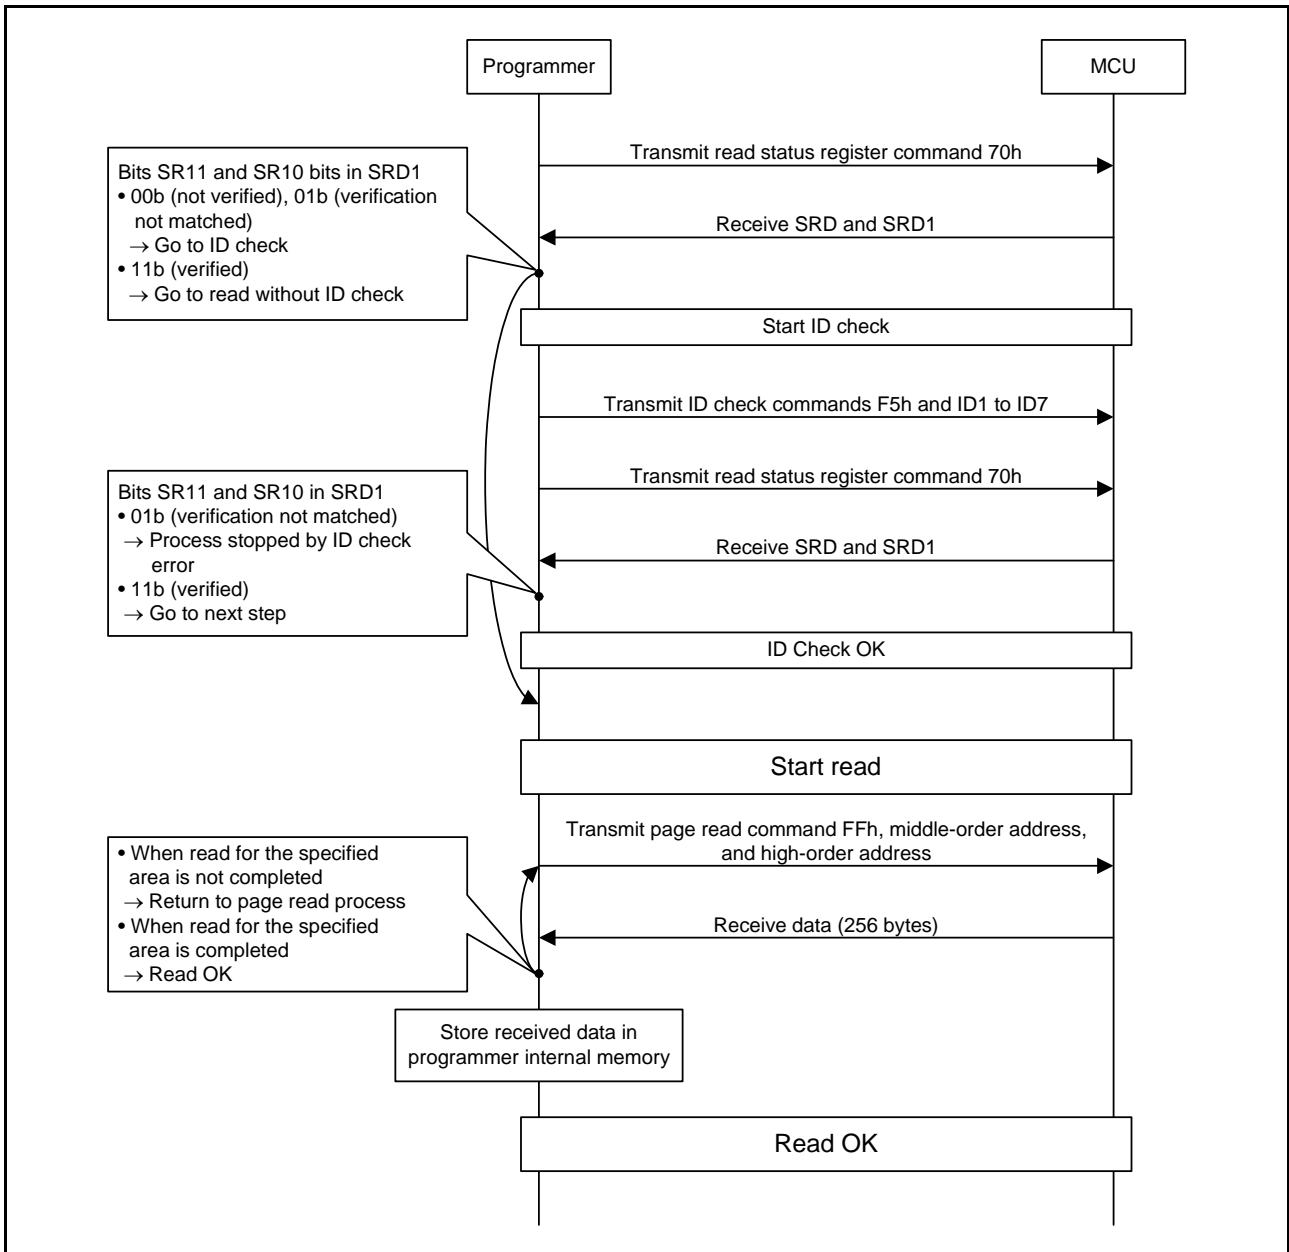 Programmer
MCU
Transmit read status register command 70h
Bits SR11 and SR10 bits in SRD1
• 00b (not verified), 01b (verification
not matched)
→ Go to ID check
• 11b (verified)
→ Go to read without ID check
Receive SRD and SRD1
Start ID check
Transmit ID check commands F5h and ID1 to ID7
Transmit read status register command 70h
Bits SR11 and SR10 in SRD1
• 01b (verification not matched)
→ Process stopped by ID check
error
• 11b (verified)
→ Go to next step
Receive SRD and SRD1
ID Check OK
Start read
Transmit page read command FFh, middle-order address,
and high-order address
• When read for the specified
area is not completed
→ Return to page read process
• When read for the specified
area is completed
→ Read OK
Receive data (256 bytes)
Store received data in
programmer internal memory
Read OK